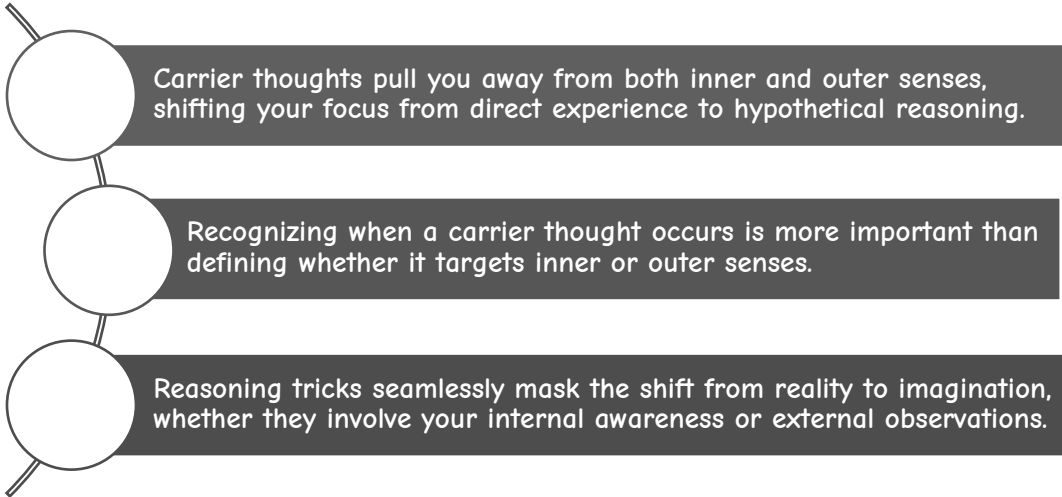 Carrier thoughts pull you away from both inner and outer senses,
shifting your focus from direct experience to hypothetical reasoning.
Recognizing when a carrier thought occurs is more important than
defining whether it targets inner or outer senses.
Reasoning tricks seamlessly mask the shift from reality to imagination,
whether they involve your internal awareness or external observations.